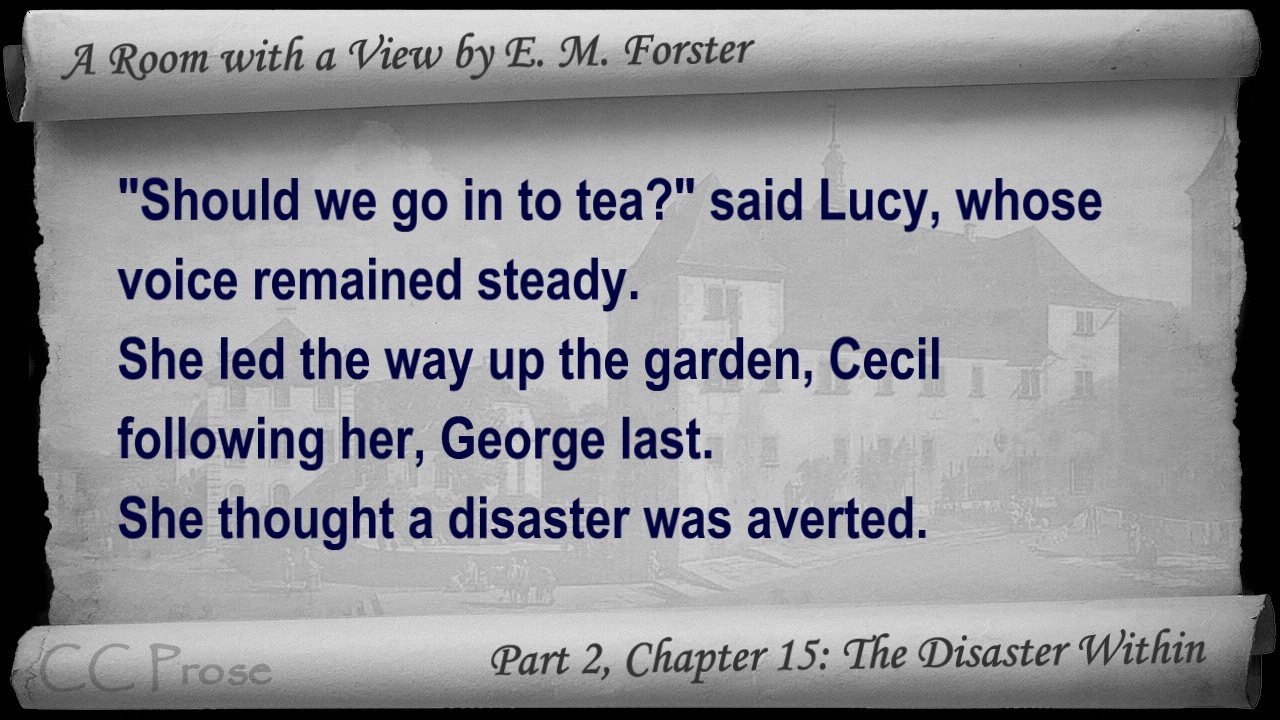 A Room with a View by E. M. Forster
"Should we go in to tea?" said Lucy, whose
voice remained steady.
She led the way up the garden, Cecil
following her, George last.
She thought a disaster was averted.
CC Prose
Part 2, Chapter 15: The Disaster Within